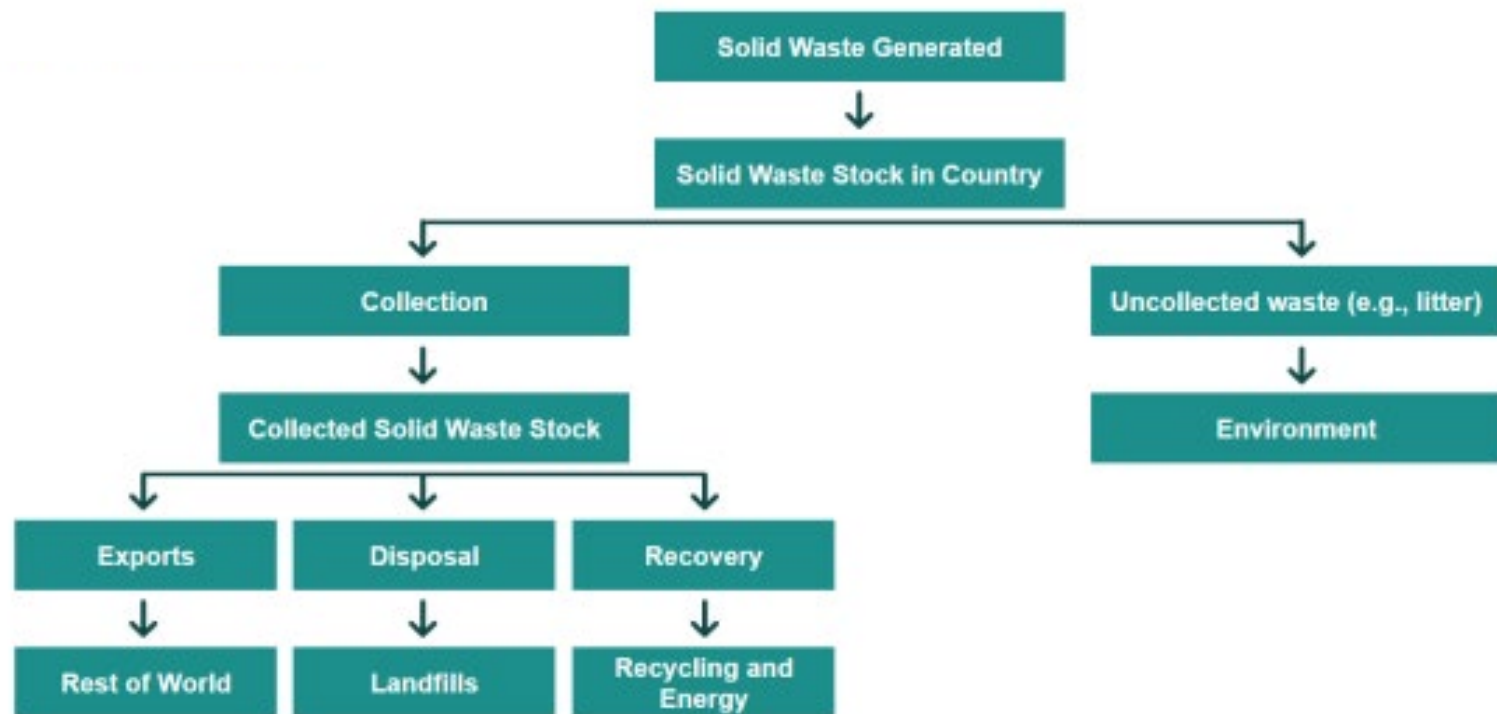 Solid Waste Generated
Solid Waste Stock in Country
Collection
Uncollected waste (e.g., litter)
Collected Solid Waste Stock
Environment
Exports
Disposal
Recovery
Rest of World
Landfills
Recycling and
Energy